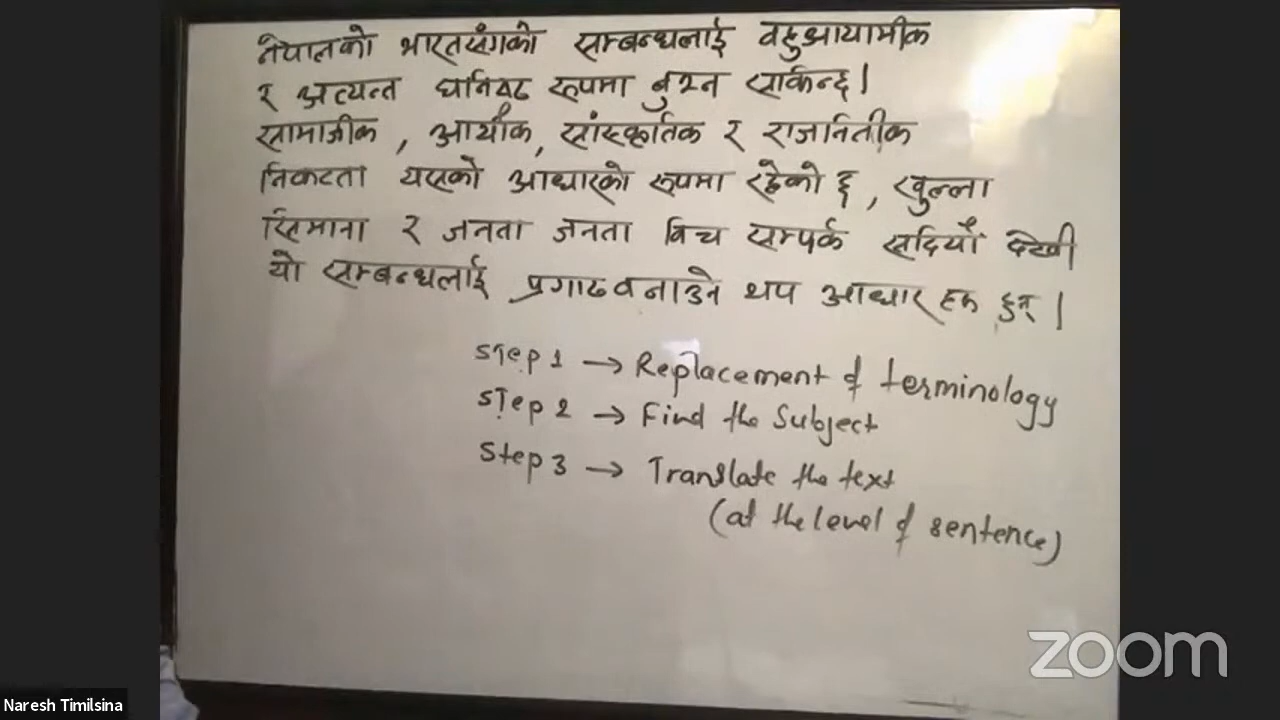 नेपालको भारतसंगको सम्बन्धलाई बहुआयामीक
र अत्यन्त घनिष्ठ रूपमा बुझ्न सकिन्छ।
सामाजीक , आर्थीक, सांस्कृतिक र राजनितीक
निकटता यसको आधारको रूपमा रहेको छ , खुल्ला
सिमाना र जनता जनता बिच सम्पर्क सदियौं देखी
यो सम्बन्धलाई प्रगाढ बनाउने थप आधार हरू हुन् ।
Step 1 → Replacement of terminology
Step 2 → Find the Subject
Step 3 → Translate the text
(at the level of sentence)
zoom
Naresh Timilsina